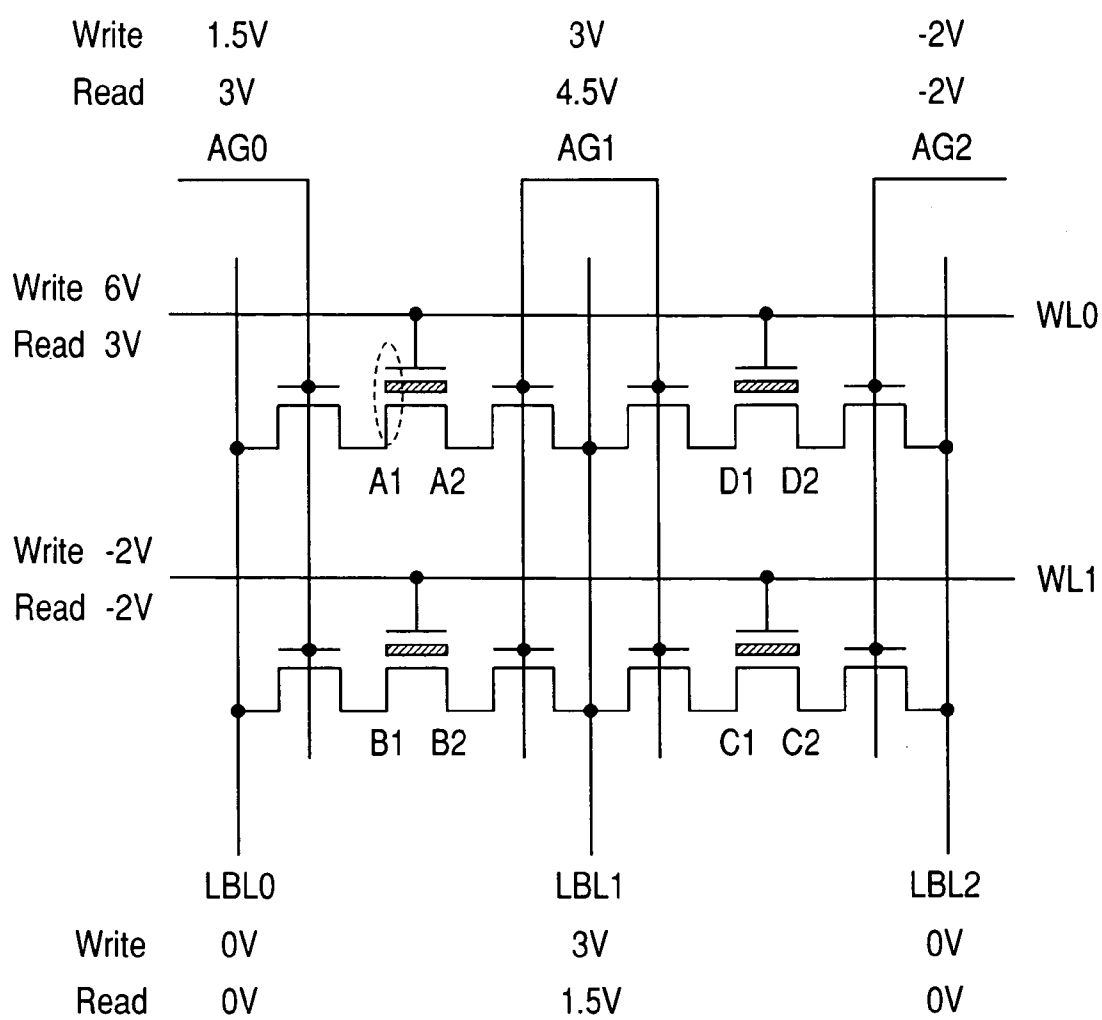 Write 1.5V 3V -2V
Read 3V 4.5V -2V
AG0 AG1 AG2
Write 6V
WL0
Read 3V
A1 A2 D1 D2
Write -2V
WL1
Read -2V
B1 B2 C1 C2
LBL0 LBL1 LBL2
Write 0V 3V 0V
Read 0V 1.5V 0V